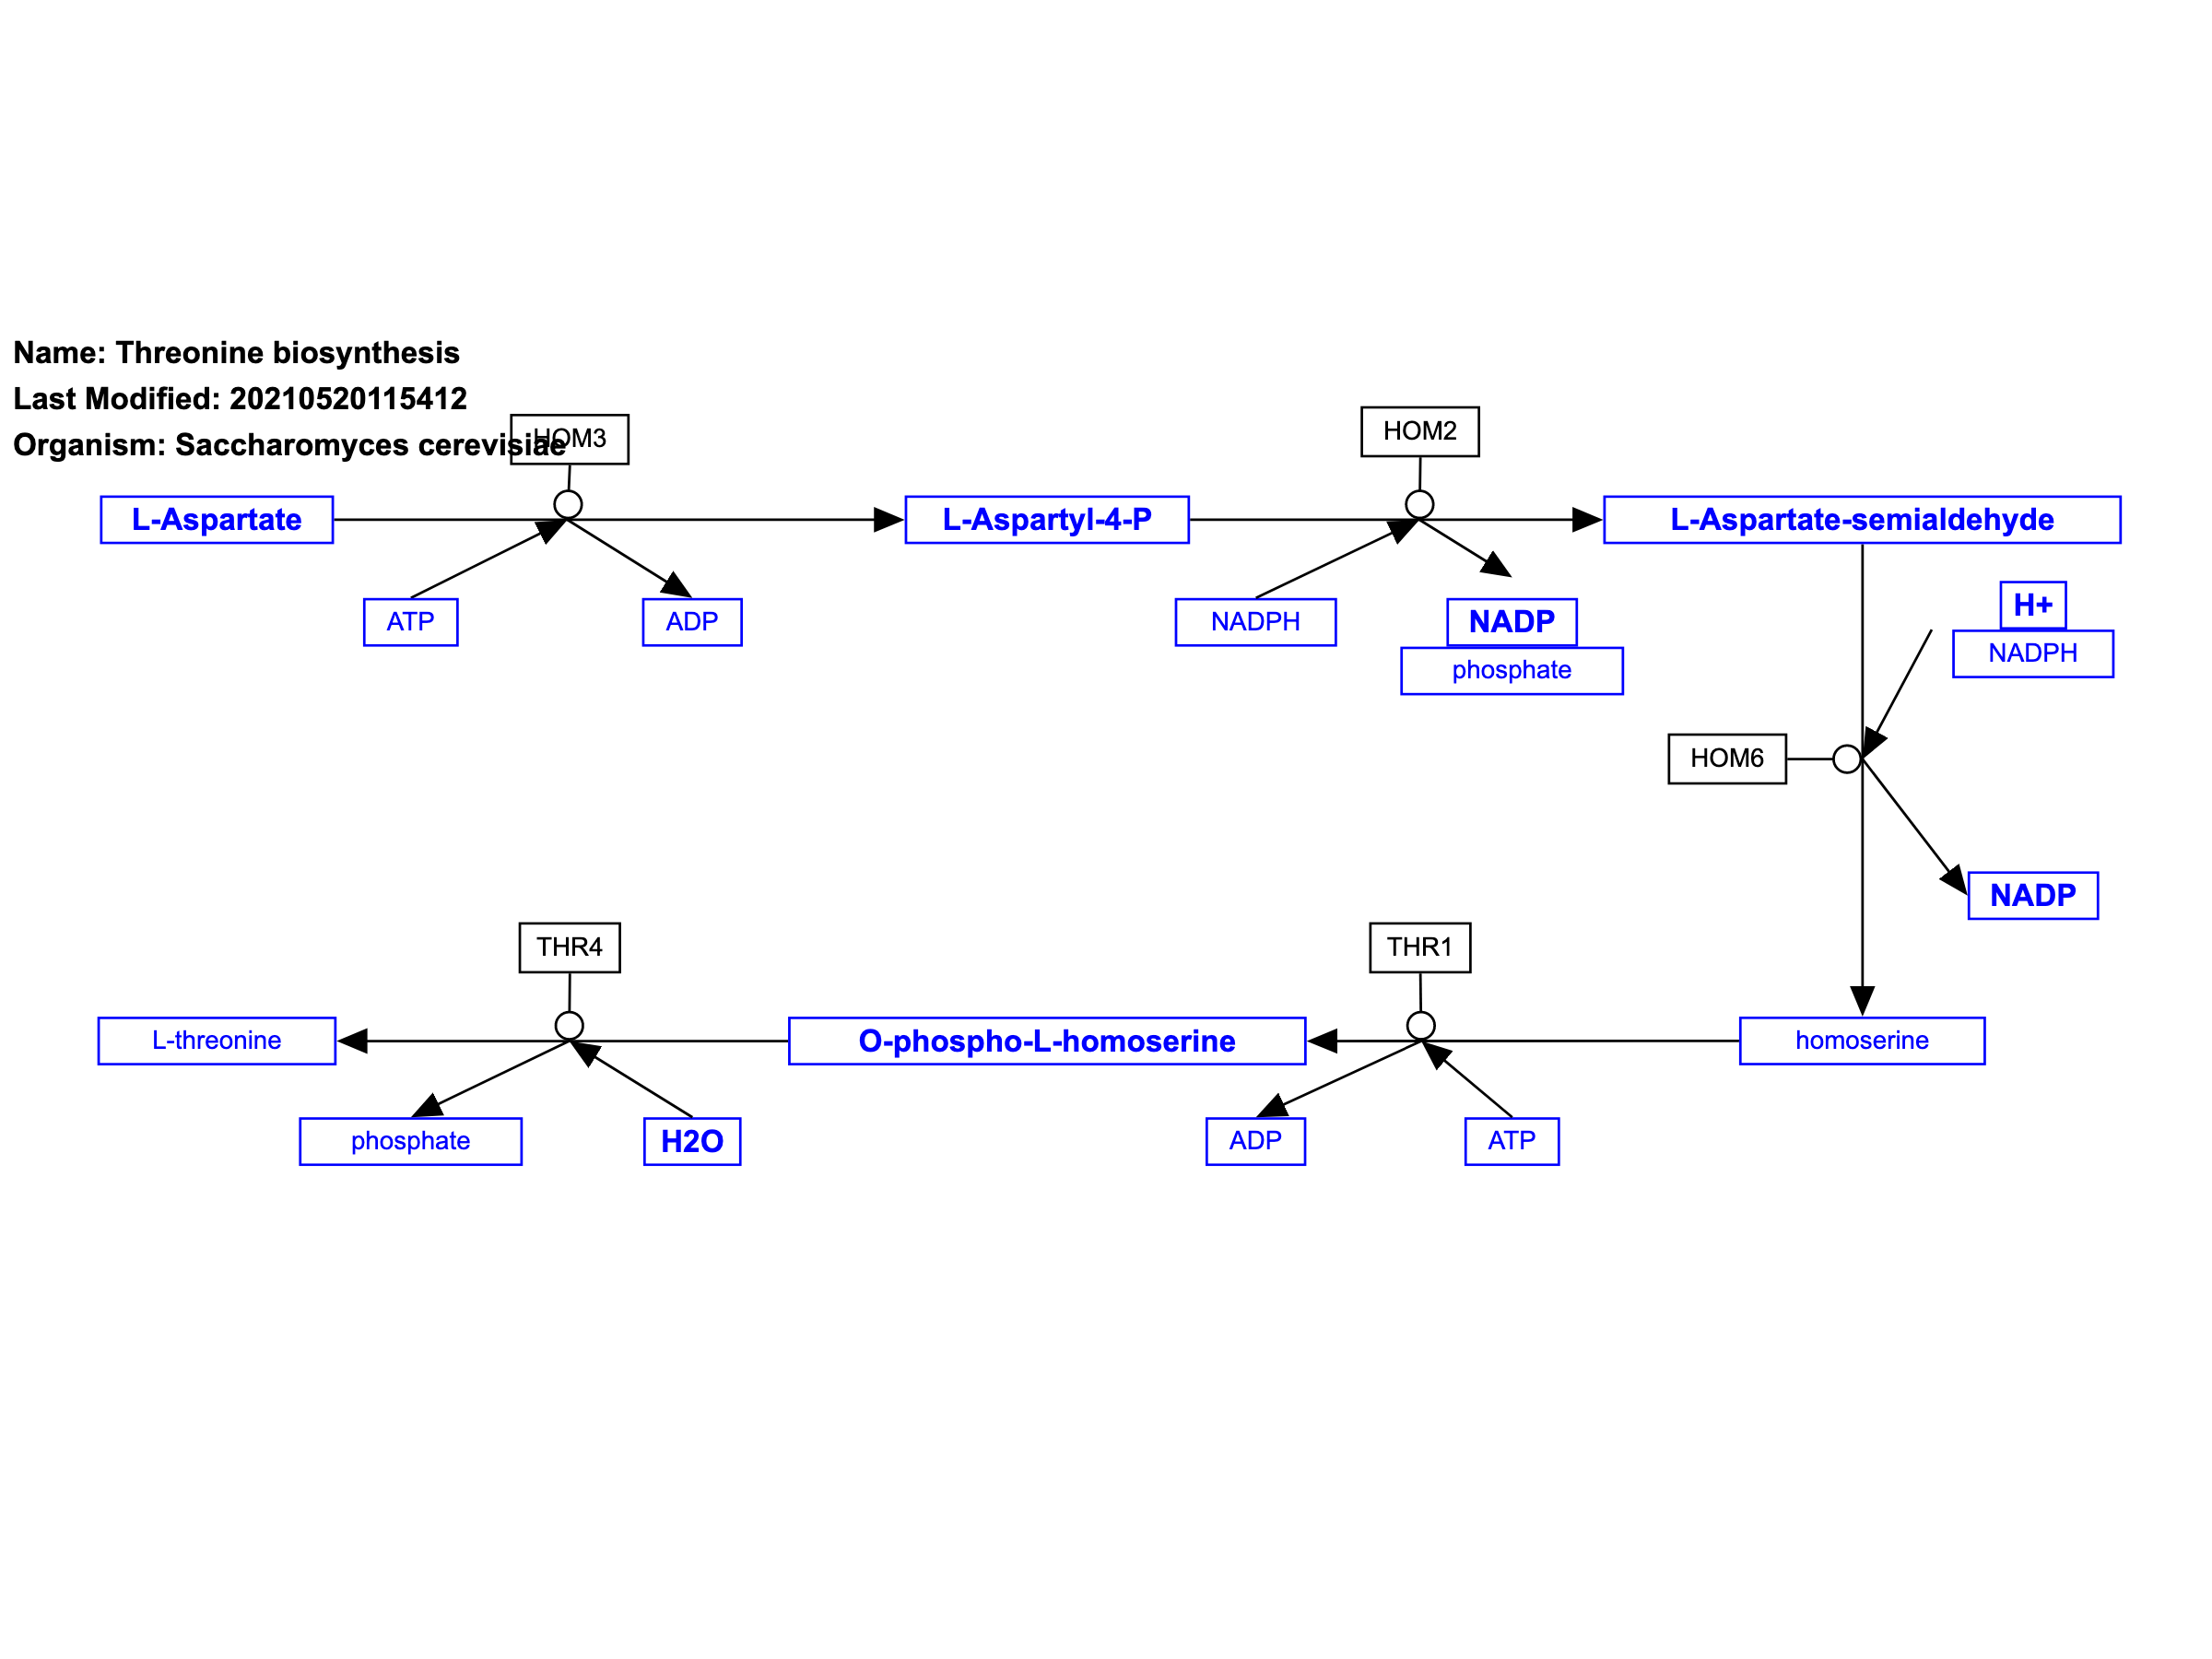 Name: Threonine biosynthesis
Last Modified: 20210520115412
Organism: Saccharomyces cerevisiae
HOM3
HOM2
L-Aspartate
L-Aspartyl-4-P
L-Aspartate-semialdehyde
ATP
ADP
NADPH
NADP
phosphate
H+
NADPH
HOM6
NADP
THR4
THR1
L-threonine
O-phospho-L-homoserine
homoserine
phosphate
H2O
ADP
ATP